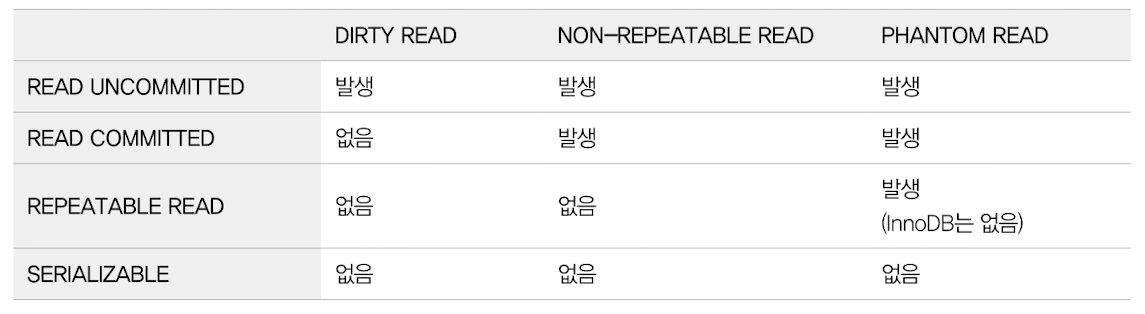 DIRTY READ NON-REPEATABLE READ PHANTOM READ
READ UNCOMMITTED 발생 발생 발생
READ COMMITTED 없음 발생 발생
REPEATABLE READ 없음 없음 발생
(InnoDB는 없음)
SERIALIZABLE 없음 없음 없음